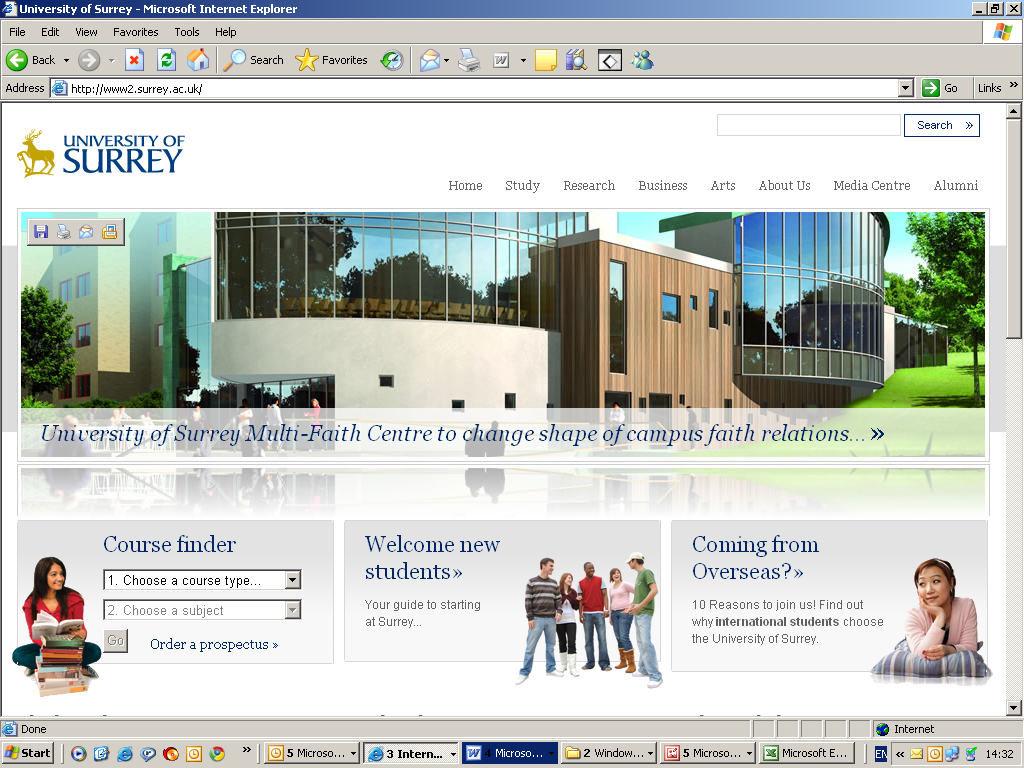 University of Surrey - Microsoft Internet Explorer
File Edit View Favorites Tools Help
Back Search Favorites
Address http://www2.surrey.ac.uk/ Go Links »
UNIVERSITY OF
SURREY
Search »
Home Study Research Business Arts About Us Media Centre Alumni
University of Surrey Multi-Faith Centre to change shape of campus faith relations... »
Course finder
1. Choose a course type...
2. Choose a subject
Go Order a prospectus »
Welcome new
students»
Your guide to starting
at Surrey...
Coming from
Overseas?»
10 Reasons to join us! Find out
why international students choose
the University of Surrey.
Done Internet
Start » 5 Microso... 3 Intern... 4 Microso... 2 Window... 5 Microso... Microsoft E... EN « 14:32